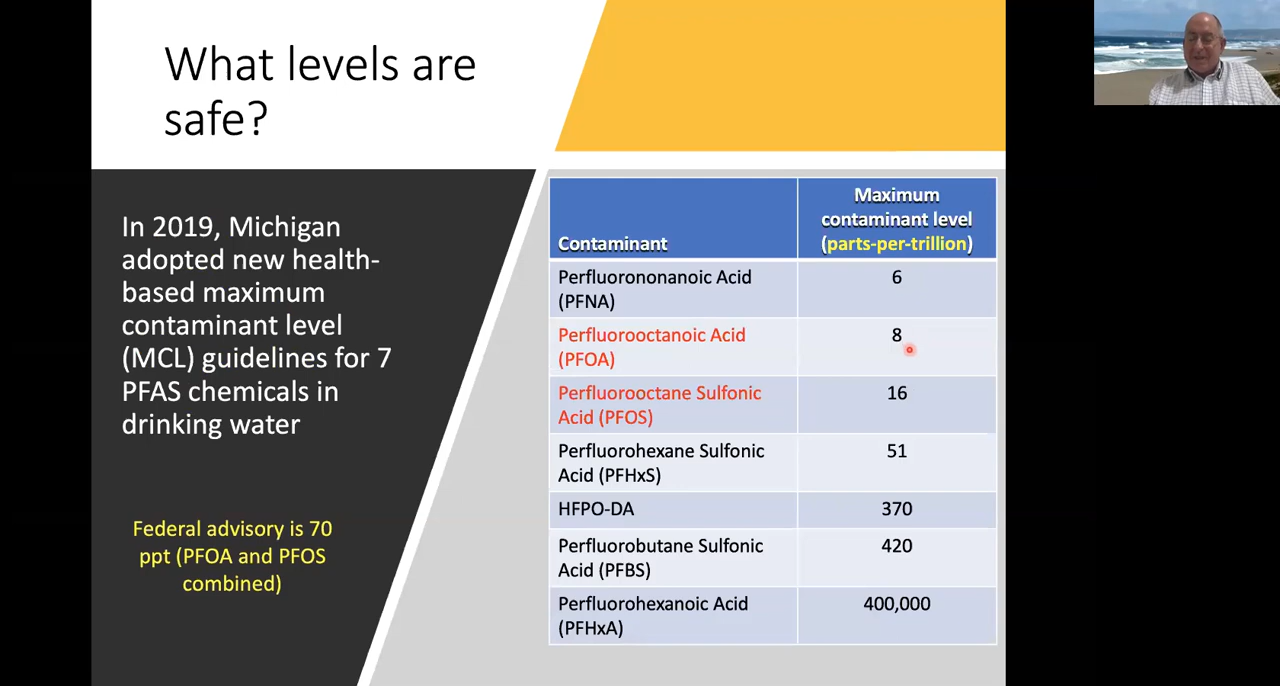 What levels are
safe?
In 2019, Michigan
adopted new health-
based maximum
contaminant level
(MCL) guidelines for 7
PFAS chemicals in
drinking water
Federal advisory is 70
ppt (PFOA and PFOS
combined)
Contaminant
Maximum
contaminant level
(parts-per-trillion)
Perfluorononanoic Acid
(PFNA)
6
Perfluorooctanoic Acid
(PFOA)
8
Perfluorooctane Sulfonic
Acid (PFOS)
16
Perfluorohexane Sulfonic
Acid (PFHxS)
51
HFPO-DA
370
Perfluorobutane Sulfonic
Acid (PFBS)
420
Perfluorohexanoic Acid
(PFHxA)
400,000